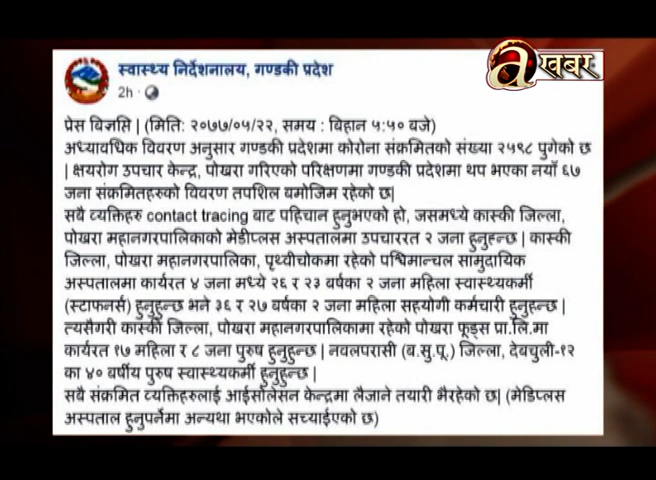 स्वास्थ्य निर्देशनालय, गण्डकी प्रदेश
2h ·
a खबर
प्रेस विज्ञप्ति | (मिति: २०७७/०५/२२, समय : बिहान ५:५० बजे)
अध्यावधिक विवरण अनुसार गण्डकी प्रदेशमा कोरोना संक्रमितको संख्या २५९८ पुगेको छ
| क्षयरोग उपचार केन्द्र, पोखरा गरिएको परिक्षणमा गण्डकी प्रदेशमा थप भएका नयाँ ६७
जना संक्रमितहरुको विवरण तपशिल बमोजिम रहेको छ|
सबै व्यक्तिहरु contact tracing बाट पहिचान हुनुभएको हो, जसमध्ये कास्की जिल्ला,
पोखरा महानगरपालिकाको मेडीप्लस अस्पतालमा उपचाररत २ जना हुनुहन्छ | कास्की
जिल्ला, पोखरा महानगरपालिका, पृथ्वीचोकमा रहेको पश्चिमान्चल सामुदायिक
अस्पतालमा कार्यरत ४ जना मध्ये २६ र २३ बर्षका २ जना महिला स्वास्थ्यकर्मी
(स्टाफनर्स) हुनुहुन्छ भने ३६ र २७ बर्षका २ जना महिला सहयोगी कर्मचारी हुनुहन्छ |
त्यसैगरी कास्की जिल्ला, पोखरा महानगरपालिकामा रहेको पोखरा फूड्स प्रा.लि.मा
कार्यरत १७ महिला र ८ जना पुरुष हुनुहुन्छ | नवलपरासी (ब.सु.पू.) जिल्ला, देबचुली-१२
का ४० बर्षीय पुरुष स्वास्थ्यकर्मी हुनुहुन्छ |
सबै संक्रमित व्यक्तिहरुलाई आईसोलेसन केन्द्रमा लैजाने तयारी भैरहेको छ| (मेडिप्लस
अस्पताल हुनुपर्नेमा अन्यथा भएकोले सच्याईएको छ)